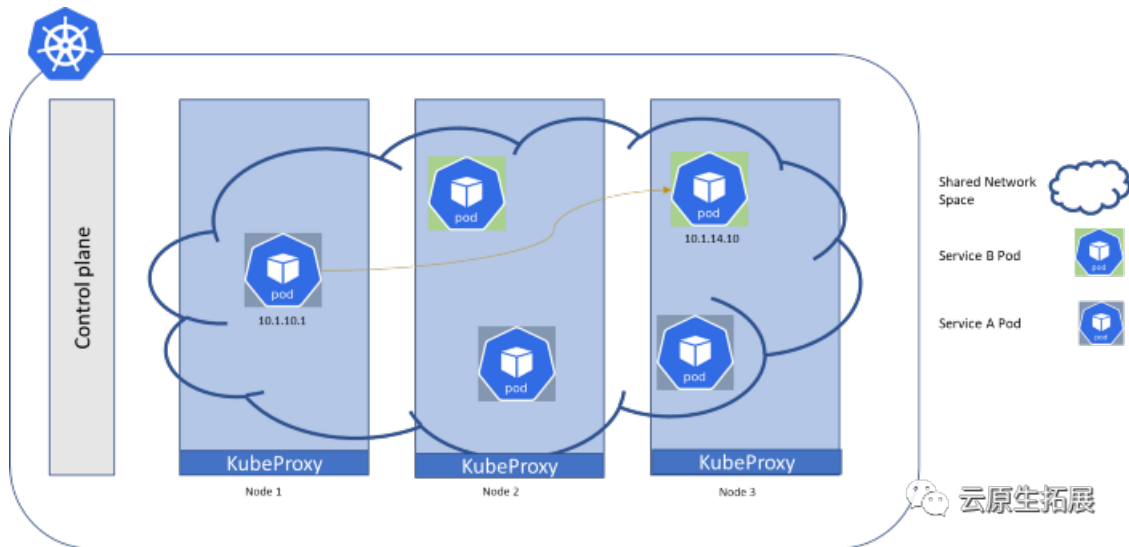 Control plane
pod
pod
pod
10.1.10.1
10.1.14.10
pod
pod
KubeProxy
KubeProxy
KubeProxy
Node 1
Node 2
Node 3
Shared Network
Space
Service B Pod
pod
Service A Pod
pod
云原生拓展